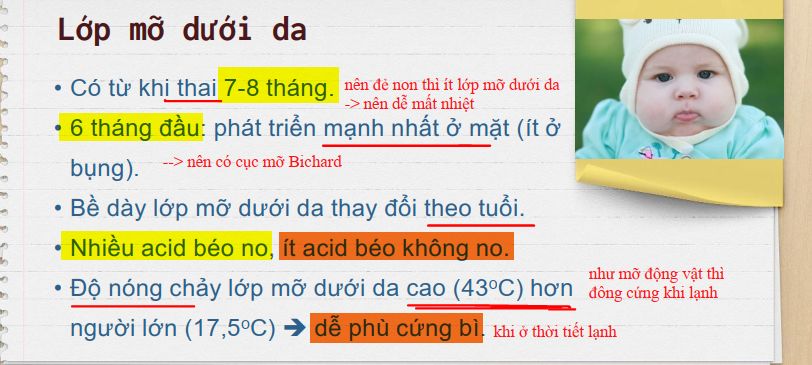 Lớp mỡ dưới da
• Có từ khi thai 7-8 tháng. nên đẻ non thì ít lớp mỡ dưới da
-> nên dễ mất nhiệt
• 6 tháng đầu: phát triển mạnh nhất ở mặt (ít ở
bụng). --> nên có cục mỡ Bichard
• Bề dày lớp mỡ dưới da thay đổi theo tuổi.
• Nhiều acid béo no, ít acid béo không no.
• Độ nóng chảy lớp mỡ dưới da cao (43⁰C) hơn như mỡ động vật thì
đông cứng khi lạnh
người lớn (17,5⁰C) ➔ dễ phù cứng bì. khi ở thời tiết lạnh